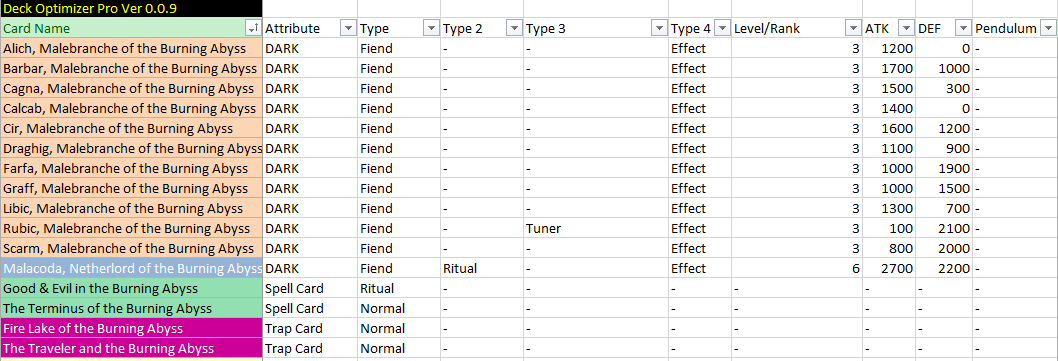 Deck Optimizer Pro Ver 0.0.9
Card Name Attribute Type Type 2 Type 3 Type 4 Level/Rank ATK DEF Pendulum
Alich, Malebranche of the Burning Abyss DARK Fiend - - Effect 3 1200 0 -
Barbar, Malebranche of the Burning Abyss DARK Fiend - - Effect 3 1700 1000 -
Cagna, Malebranche of the Burning Abyss DARK Fiend - - Effect 3 1500 300 -
Calcab, Malebranche of the Burning Abyss DARK Fiend - - Effect 3 1400 0 -
Cir, Malebranche of the Burning Abyss DARK Fiend - - Effect 3 1600 1200 -
Draghig, Malebranche of the Burning Abyss DARK Fiend - - Effect 3 1100 900 -
Farfa, Malebranche of the Burning Abyss DARK Fiend - - Effect 3 1000 1900 -
Graff, Malebranche of the Burning Abyss DARK Fiend - - Effect 3 1000 1500 -
Libic, Malebranche of the Burning Abyss DARK Fiend - - Effect 3 1300 700 -
Rubic, Malebranche of the Burning Abyss DARK Fiend - Tuner Effect 3 100 2100 -
Scarm, Malebranche of the Burning Abyss DARK Fiend - - Effect 3 800 2000 -
Malacoda, Netherlord of the Burning Abyss DARK Fiend Ritual - Effect 6 2700 2200 -
Good & Evil in the Burning Abyss Spell Card Ritual - - - - - - -
The Terminus of the Burning Abyss Spell Card Normal - - - - - - -
Fire Lake of the Burning Abyss Trap Card Normal - - - - - - -
The Traveler and the Burning Abyss Trap Card Normal - - - - - - -